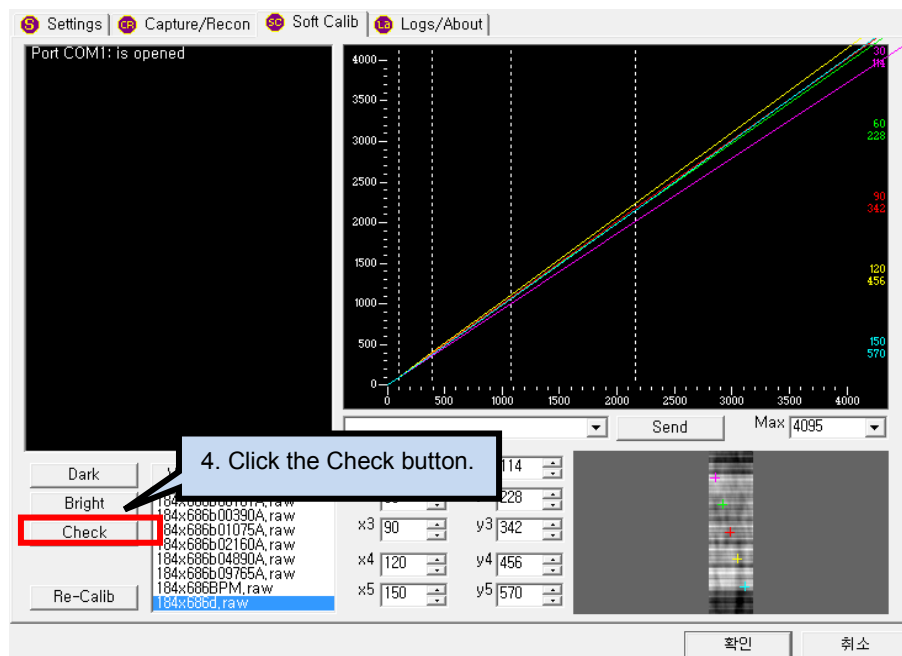 S Settings CR Capture/Recon SC Soft Calib La Logs/About
Port COM1: is opened
4000
3500
3000
2500
2000
1500
1000
500
0
0 500 1000 1500 2000 2500 3000 3500 4000
30
114
60
228
90
342
120
456
150
570
Send Max 4095
4. Click the Check button.
Dark
Bright
Check
Re-Calib
184x686b00390A,raw
184x686b01075A,raw
184x686b02160A,raw
184x686b04890A,raw
184x686b09765A,raw
184x686BPM,raw
184x686d,raw
114
228
x3 90 y3 342
x4 120 y4 456
x5 150 y5 570
확인 취소